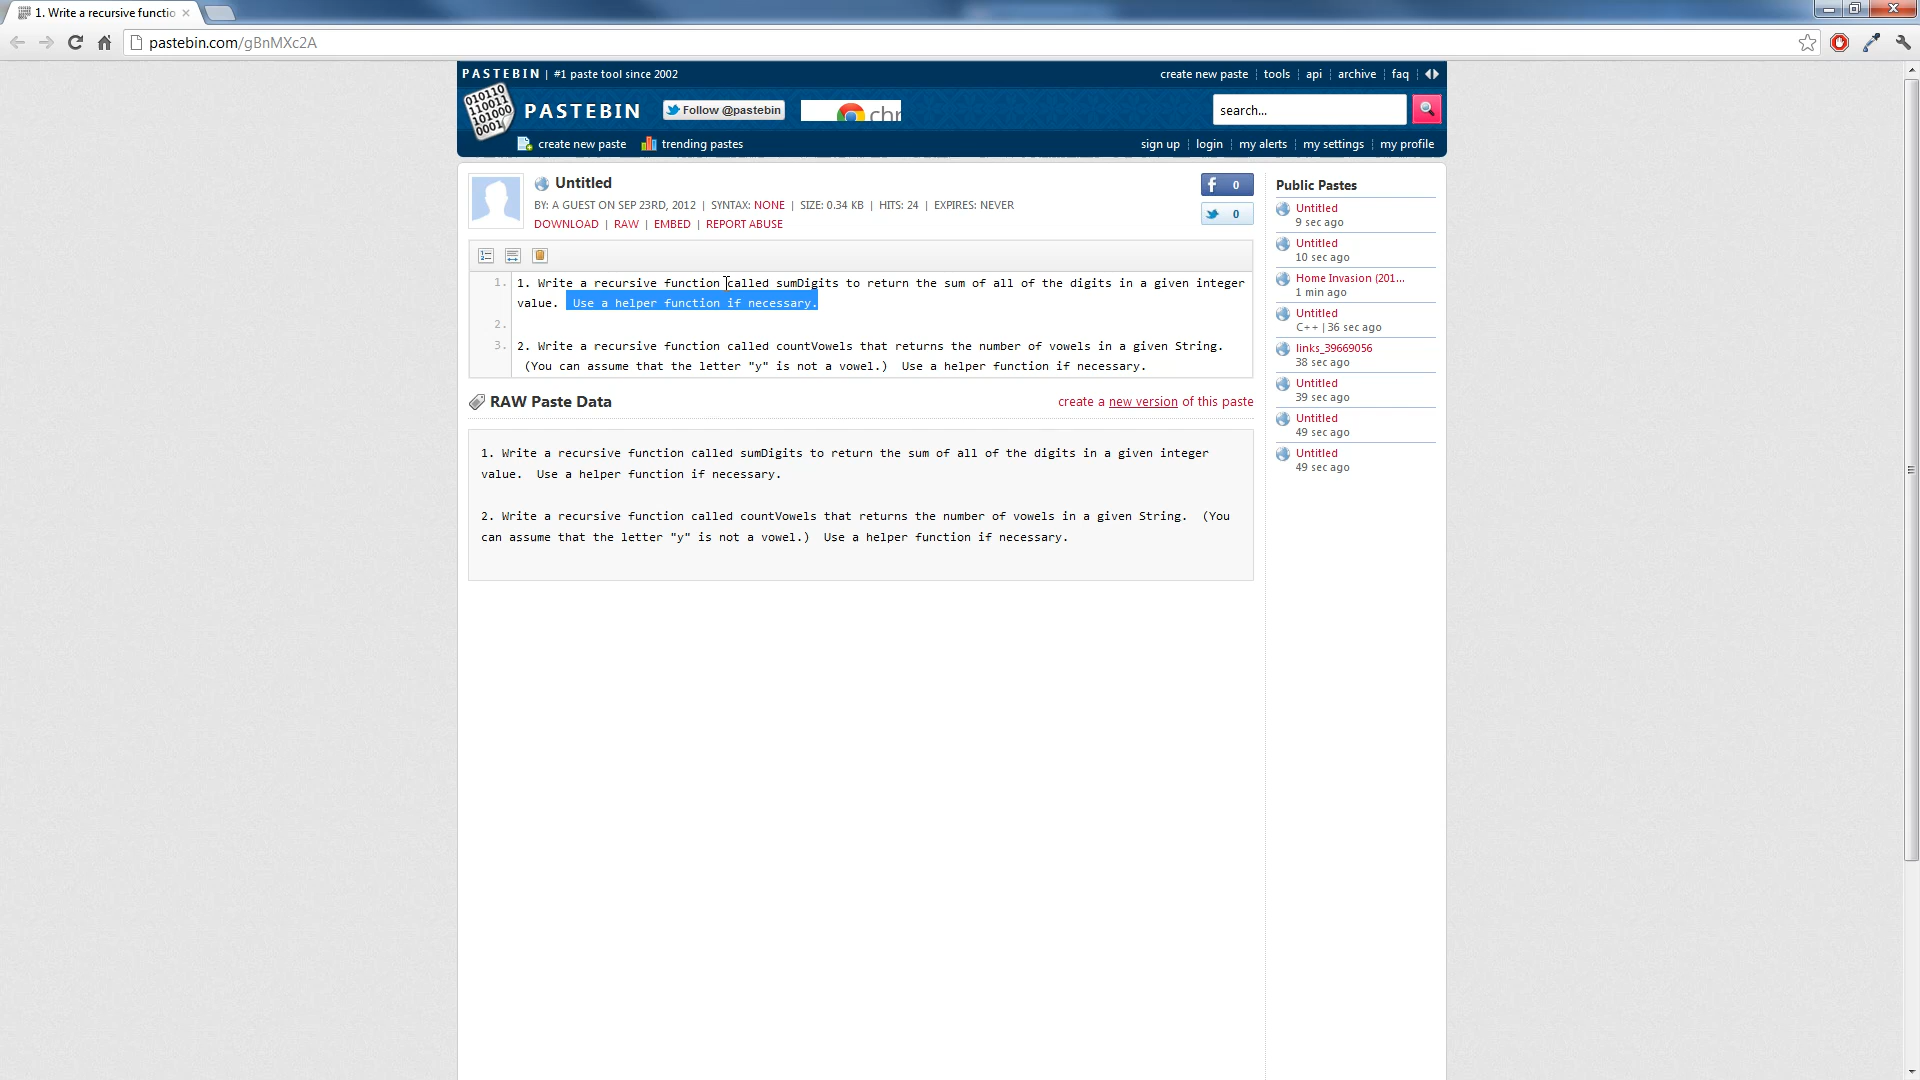 1. Write a recursive functio
pastebin.com/gBnMXc2A
PASTEBIN | #1 paste tool since 2002
create new paste | tools | api | archive | faq
010110
110011
101000
0001
PASTEBIN
Follow @pastebin
chr
search...
create new paste
trending pastes
sign up | login | my alerts | my settings | my profile
Untitled
BY: A GUEST ON SEP 23RD, 2012 | SYNTAX: NONE | SIZE: 0.34 KB | HITS: 24 | EXPIRES: NEVER
DOWNLOAD | RAW | EMBED | REPORT ABUSE
0
0
1. 1. Write a recursive function called sumDigits to return the sum of all of the digits in a given integer
value.  Use a helper function if necessary.
2.
3. 2. Write a recursive function called countVowels that returns the number of vowels in a given String.
(You can assume that the letter "y" is not a vowel.)  Use a helper function if necessary.
RAW Paste Data
create a new version of this paste
1. Write a recursive function called sumDigits to return the sum of all of the digits in a given integer
value.  Use a helper function if necessary.
2. Write a recursive function called countVowels that returns the number of vowels in a given String.  (You
can assume that the letter "y" is not a vowel.)  Use a helper function if necessary.
Public Pastes
Untitled
9 sec ago
Untitled
10 sec ago
Home Invasion (201...
1 min ago
Untitled
C++ | 36 sec ago
links_39669056
38 sec ago
Untitled
39 sec ago
Untitled
49 sec ago
Untitled
49 sec ago